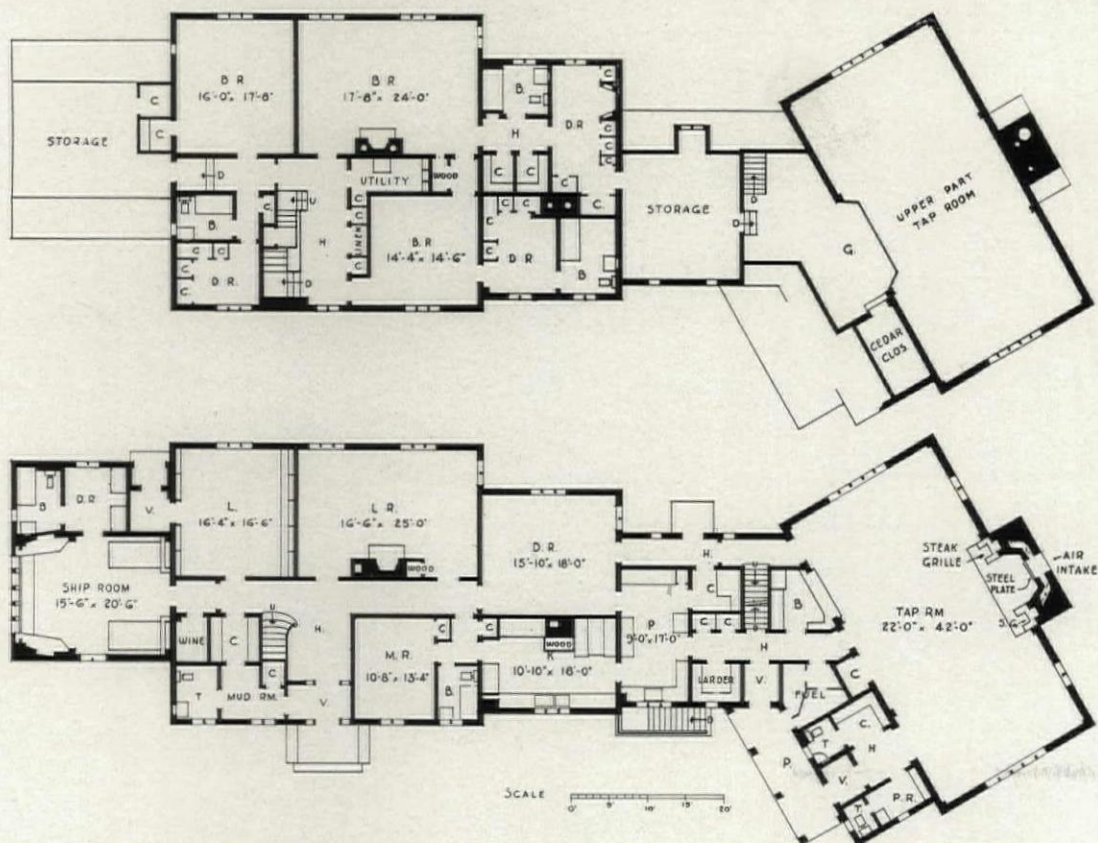 B R
16'-0" x 17'-8"
B R
17'-8" x 24'-0"
B.
D.R.
H
C
C
STORAGE
C
C
C
C
C
C
C
D
UTILITY
WOOD
C
C
UPPER PART
TAP ROOM
STORAGE
D
D
G.
B.
C
U
H
C
C
LINEN
C
B.R
14'-4" x 14'-6"
C
C
C
C
D R
B
C
C
C
C
D. R.
D
CEDAR
CLOS.
B
D.R.
V.
L.
16'-4" x 16'-6"
L R.
16'-6" x 25'-0"
WOOD
D. R.
15'-10" x 18'-0"
H.
STEAK
GRILLE
AIR
INTAKE
STEEL
PLATE
S.G.
SHIP ROOM
15'-6" x 20'-6"
TAP RM
22'-0" x 42'-0"
U
H.
WINE
C.
C
M.R.
10'-8" x 13'-4"
C
C
K
WOOD
10'-10" x 18'-0"
P
9'-0" x 17'-0"
C
C
C
B
H
T
MUD RM.
V.
B.
LARDER
V.
FUEL
C
D
P.
T
C.
H
V.
T
P.R.
SCALE
0' 5' 10' 15' 20'